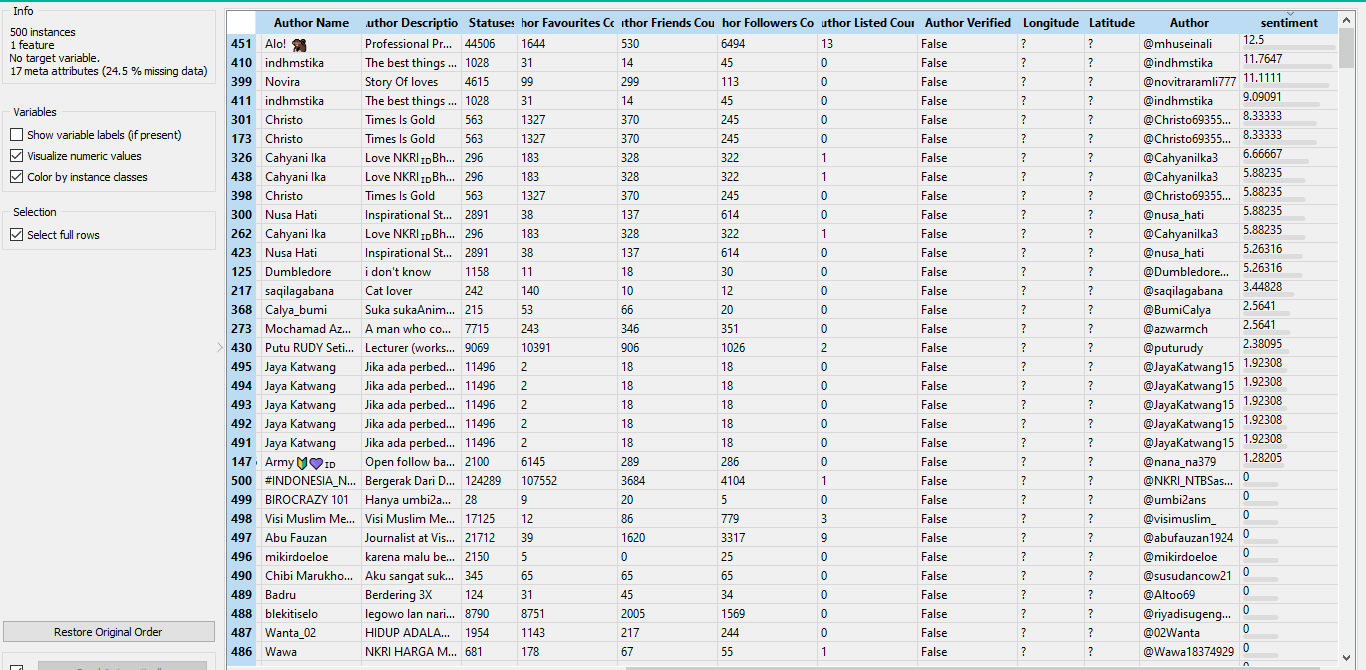 Info
500 instances
1 feature
No target variable.
17 meta attributes (24.5 % missing data)
Variables
Show variable labels (if present)
Visualize numeric values
Color by instance classes
Selection
Select full rows
Restore Original Order
Author Name uthor Descriptio Statuses hor Favourites Co uthor Friends Cou hor Followers Co uthor Listed Cour Author Verified Longitude Latitude Author sentiment
451 Alo! Professional Pr... 44506 1644 530 6494 13 False ? ? @mhuseinali 12.5
410 indhmstika The best things ... 1028 31 14 45 0 False ? ? @indhmstika 11.7647
399 Novira Story Of loves 4615 99 299 113 0 False ? ? @novitraramli777 11.1111
411 indhmstika The best things ... 1028 31 14 45 0 False ? ? @indhmstika 9.09091
301 Christo Times Is Gold 563 1327 370 245 0 False ? ? @Christo69355... 8.33333
173 Christo Times Is Gold 563 1327 370 245 0 False ? ? @Christo69355... 8.33333
326 Cahyani Ika Love NKRI IDBh... 296 183 328 322 1 False ? ? @CahyaniIka3 6.66667
438 Cahyani Ika Love NKRI IDBh... 296 183 328 322 1 False ? ? @CahyaniIka3 5.88235
398 Christo Times Is Gold 563 1327 370 245 0 False ? ? @Christo69355... 5.88235
300 Nusa Hati Inspirational St... 2891 38 137 614 0 False ? ? @nusa_hati 5.88235
262 Cahyani Ika Love NKRI IDBh... 296 183 328 322 1 False ? ? @CahyaniIka3 5.88235
423 Nusa Hati Inspirational St... 2891 38 137 614 0 False ? ? @nusa_hati 5.26316
125 Dumbledore i don't know 1158 11 18 30 0 False ? ? @Dumbledore... 5.26316
217 saqilagabana Cat lover 242 140 10 12 0 False ? ? @saqilagabana 3.44828
368 Calya_bumi Suka sukaAnim... 215 53 66 20 0 False ? ? @BumiCalya 2.5641
273 Mochamad Az... A man who co... 7715 243 346 351 0 False ? ? @azwarmch 2.5641
430 Putu RUDY Seti... Lecturer (works... 9069 10391 906 1026 2 False ? ? @puturudy 2.38095
495 Jaya Katwang Jika ada perbed... 11496 2 18 18 0 False ? ? @JayaKatwang15 1.92308
494 Jaya Katwang Jika ada perbed... 11496 2 18 18 0 False ? ? @JayaKatwang15 1.92308
493 Jaya Katwang Jika ada perbed... 11496 2 18 18 0 False ? ? @JayaKatwang15 1.92308
492 Jaya Katwang Jika ada perbed... 11496 2 18 18 0 False ? ? @JayaKatwang15 1.92308
491 Jaya Katwang Jika ada perbed... 11496 2 18 18 0 False ? ? @JayaKatwang15 1.92308
147 Army ID Open follow ba... 2100 6145 289 286 0 False ? ? @nana_na379 1.28205
500 #INDONESIA_N... Bergerak Dari D... 124289 107552 3684 4104 1 False ? ? @NKRI_NTBSas... 0
499 BIROCRAZY 101 Hanya umbi2a... 28 9 20 5 0 False ? ? @umbi2ans 0
498 Visi Muslim Me... Visi Muslim Me... 17125 12 86 779 3 False ? ? @visimuslim_ 0
497 Abu Fauzan Journalist at Vis... 21712 39 1620 3317 9 False ? ? @abufauzan1924 0
496 mikirdoeloe karena malu be... 2150 5 0 25 0 False ? ? @mikirdoeloe 0
490 Chibi Marukho... Aku sangat suk... 345 65 65 65 0 False ? ? @susudancow21 0
489 Badru Berdering 3X 124 31 45 34 0 False ? ? @Altoo69 0
488 blekitiselo legowo lan nari... 8790 8751 2005 1569 0 False ? ? @riyadisugeng... 0
487 Wanta_02 HIDUP ADALA... 1954 1143 217 244 0 False ? ? @02Wanta 0
486 Wawa NKRI HARGA M... 681 178 67 55 1 False ? ? @Wawa18374929 0